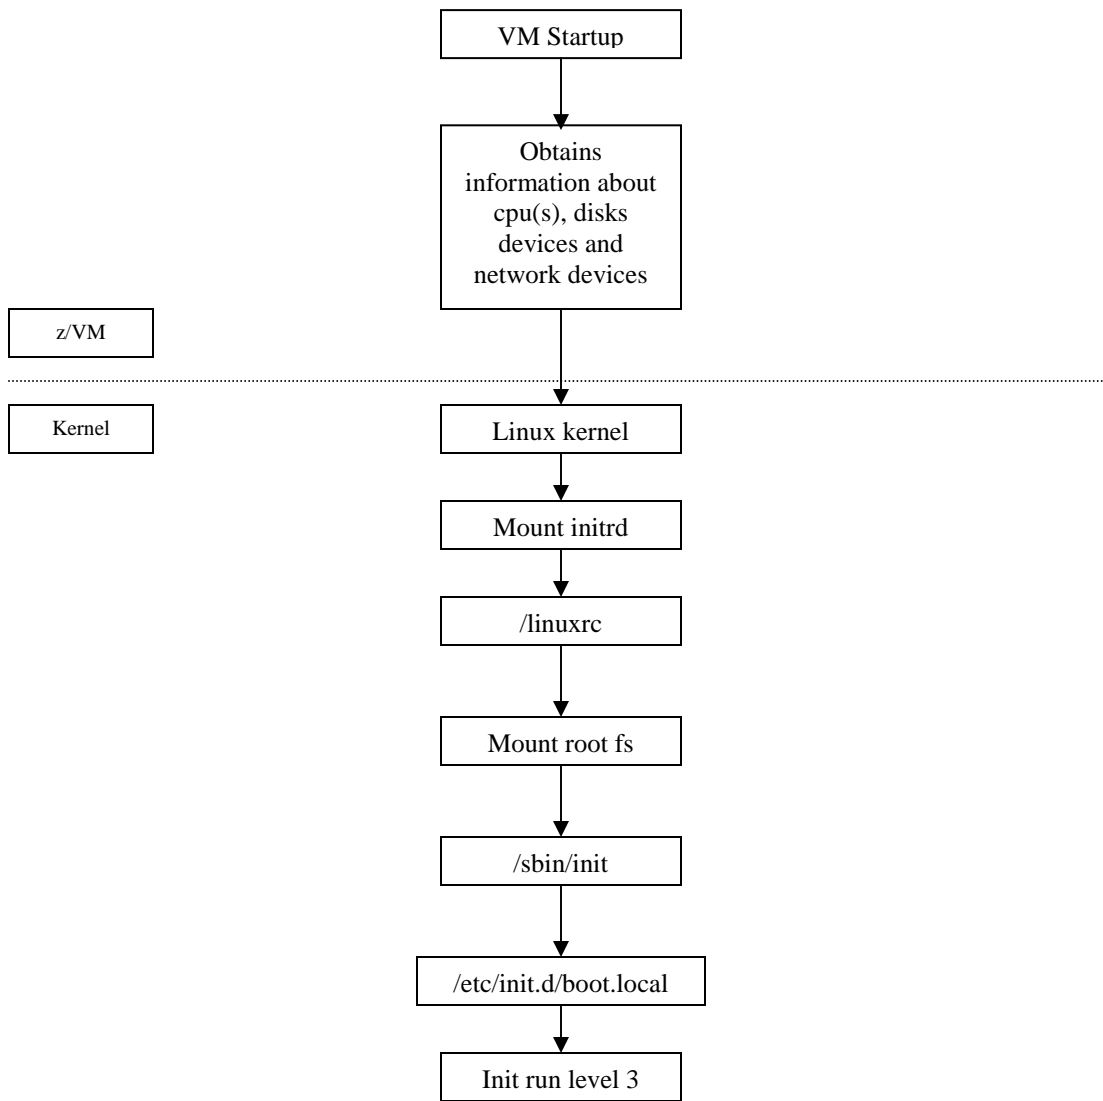 VM Startup
Obtains
information about
cpu(s), disks
devices and
network devices
z/VM
Kernel
Linux kernel
Mount initrd
/linuxrc
Mount root fs
/sbin/init
/etc/init.d/boot.local
Init run level 3